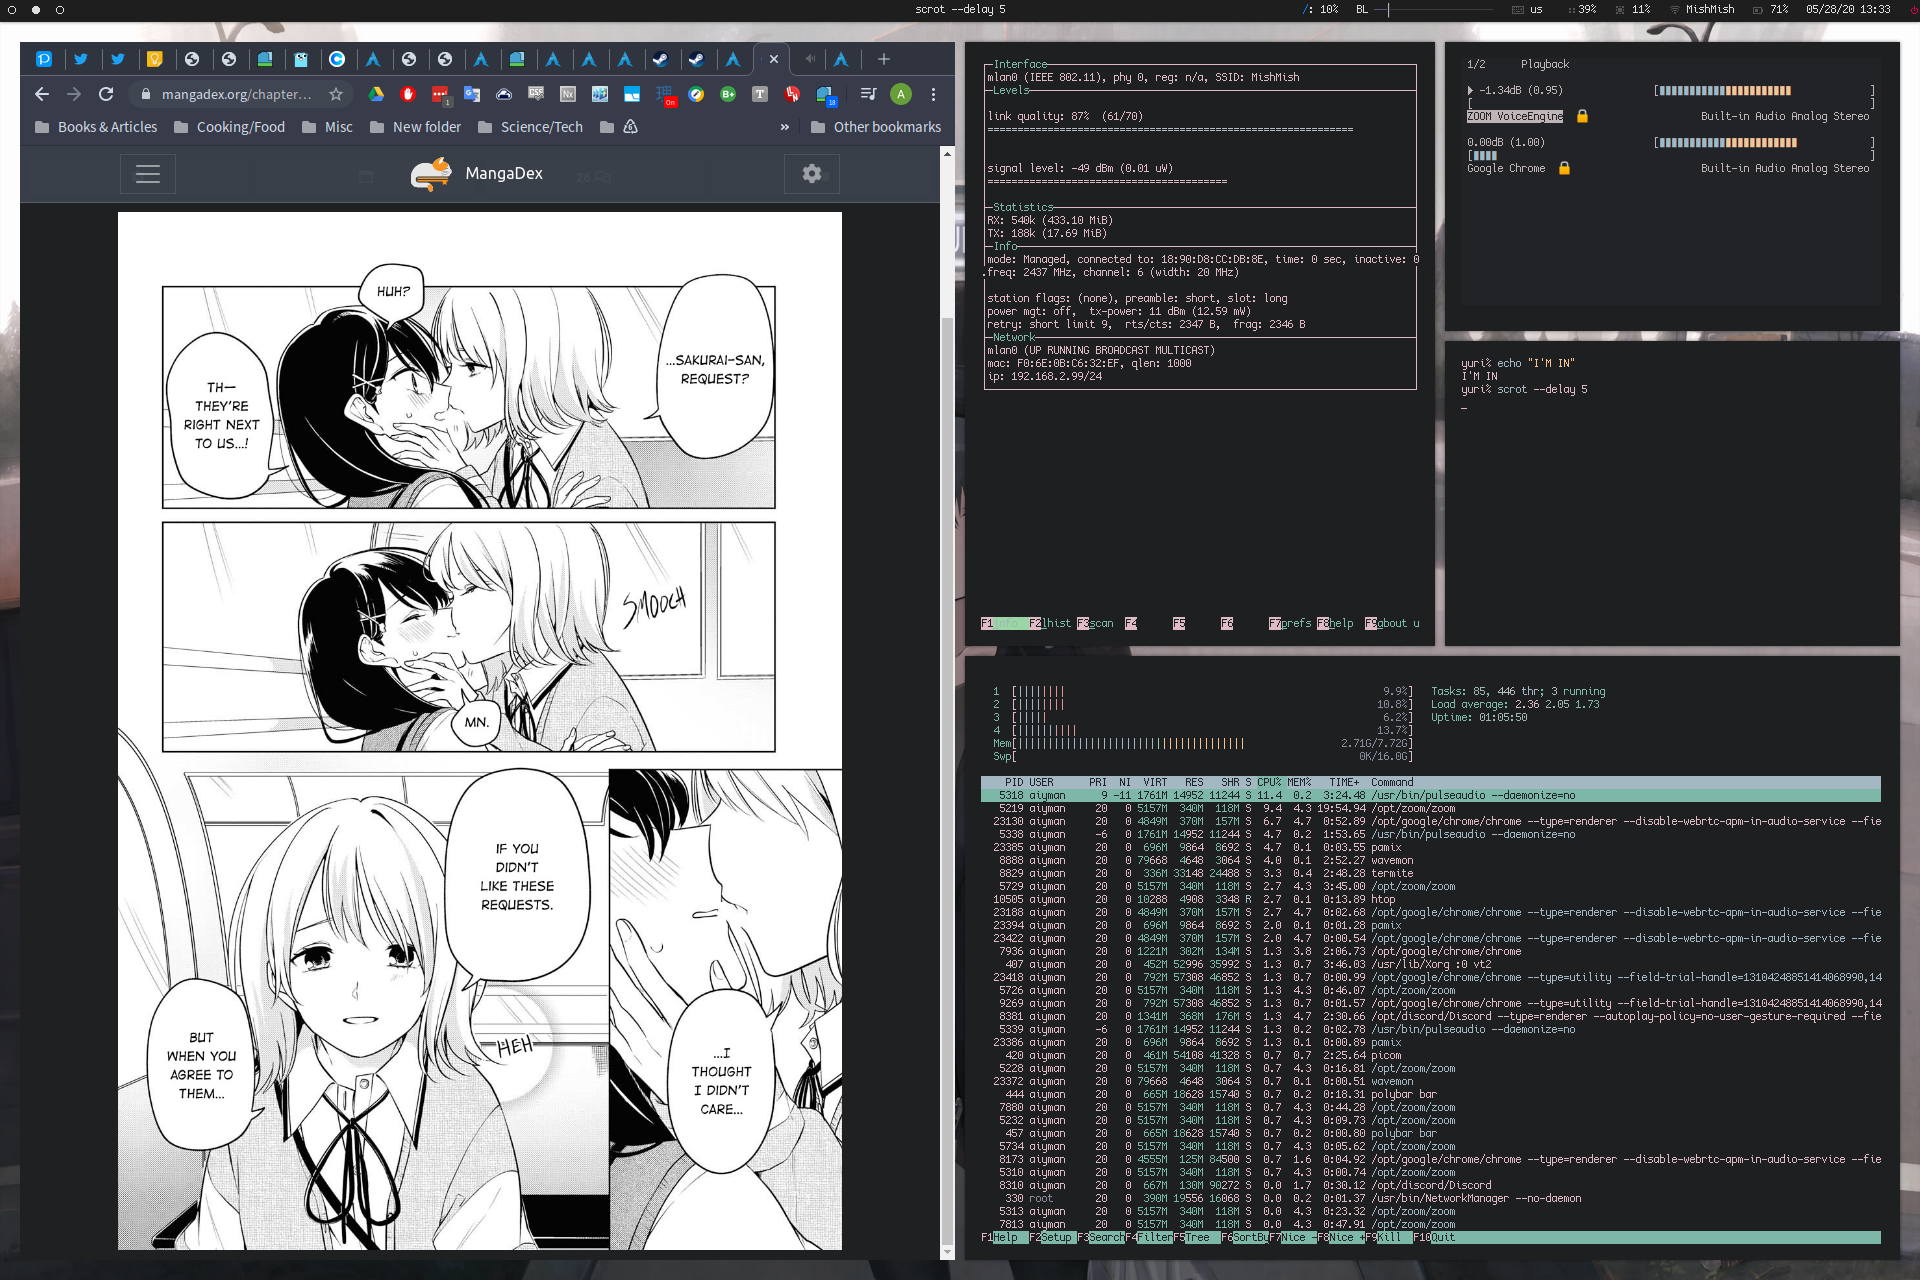 scrot --delay 5
/: 10% BL us 39% 11% MishMish 71% 05/28/20 13:33
mangadex.org/chapter...
Books & Articles Cooking/Food Misc New folder Science/Tech » Other bookmarks
MangaDex
HUH?
...SAKURAI-SAN,
REQUEST?
TH—
THEY'RE
RIGHT NEXT
TO US...!
SMOOCH
MN.
IF YOU
DIDN'T
LIKE THESE
REQUESTS.
HEH
BUT
WHEN YOU
AGREE TO
THEM...
...I
THOUGHT
I DIDN'T
CARE...
Interface
mlan0 (IEEE 802.11), phy 0, reg: n/a, SSID: MishMish
Levels
link quality: 87% (61/70)
signal level: -49 dBm (0.01 uW)
Statistics
RX: 540k (433.10 MiB)
TX: 188k (17.69 MiB)
Info
mode: Managed, connected to: 18:90:D8:CC:DB:8E, time: 0 sec, inactive: 0
.freq: 2437 MHz, channel: 6 (width: 20 MHz)
station flags: (none), preamble: short, slot: long
power mgt: off, tx-power: 11 dBm (12.59 mW)
retry: short limit 9, rts/cts: 2347 B, frag: 2346 B
Network
mlan0 (UP RUNNING BROADCAST MULTICAST)
mac: F0:6E:0B:C6:32:EF, qlen: 1000
ip: 192.168.2.99/24
F1info F2lhist F3scan F4 F5 F6 F7prefs F8help F9about u
1/2 Playback
-1.34dB (0.95) [ ]
[ ]
ZOOM VoiceEngine 🔒 Built-in Audio Analog Stereo
0.00dB (1.00) [ ]
[ ]
Google Chrome 🔒 Built-in Audio Analog Stereo
yuri% echo "I'M IN"
I'M IN
yuri% scrot --delay 5
1 [ 9.9%] Tasks: 85, 446 thr; 3 running
2 [ 10.8%] Load average: 2.36 2.05 1.73
3 [ 6.2%] Uptime: 01:05:50
4 [ 13.7%]
Mem[ 2.71G/7.72G]
Swp[ 0K/16.0G]
PID USER PRI NI VIRT RES SHR S CPU% MEM% TIME+ Command
5318 aiyman 9 -11 1761M 14952 11244 S 11.4 0.2 3:24.48 /usr/bin/pulseaudio --daemonize=no
5219 aiyman 20 0 5157M 340M 118M S 9.4 4.3 19:54.94 /opt/zoom/zoom
23130 aiyman 20 0 4849M 370M 157M S 6.7 4.7 0:52.89 /opt/google/chrome/chrome --type=renderer --disable-webrtc-apm-in-audio-service --fie
5338 aiyman -6 0 1761M 14952 11244 S 4.7 0.2 1:53.65 /usr/bin/pulseaudio --daemonize=no
23385 aiyman 20 0 696M 9864 8692 S 4.7 0.1 0:03.55 pamix
8888 aiyman 20 0 79668 4648 3064 S 4.0 0.1 2:52.27 wavemon
8829 aiyman 20 0 336M 33148 24488 S 3.3 0.4 2:48.28 termite
5729 aiyman 20 0 5157M 340M 118M S 2.7 4.3 3:45.00 /opt/zoom/zoom
10505 aiyman 20 0 10288 4908 3348 R 2.7 0.1 0:13.89 htop
23188 aiyman 20 0 4849M 370M 157M S 2.7 4.7 0:02.68 /opt/google/chrome/chrome --type=renderer --disable-webrtc-apm-in-audio-service --fie
23394 aiyman 20 0 696M 9864 8692 S 2.0 0.1 0:01.28 pamix
23422 aiyman 20 0 4849M 370M 157M S 2.0 4.7 0:00.54 /opt/google/chrome/chrome --type=renderer --disable-webrtc-apm-in-audio-service --fie
7936 aiyman 20 0 1221M 302M 134M S 1.3 3.8 2:06.73 /opt/google/chrome/chrome
407 aiyman 20 0 452M 52996 35992 S 1.3 0.7 3:46.03 /usr/lib/Xorg :0 vt2
23418 aiyman 20 0 792M 57308 46852 S 1.3 0.7 0:00.99 /opt/google/chrome/chrome --type=utility --field-trial-handle=13104248851414068990,14
5726 aiyman 20 0 5157M 340M 118M S 1.3 4.3 0:46.07 /opt/zoom/zoom
9269 aiyman 20 0 792M 57308 46852 S 1.3 0.7 0:01.57 /opt/google/chrome/chrome --type=utility --field-trial-handle=13104248851414068990,14
8381 aiyman 20 0 1341M 368M 176M S 1.3 4.7 2:30.66 /opt/discord/Discord --type=renderer --autoplay-policy=no-user-gesture-required --fie
5339 aiyman -6 0 1761M 14952 11244 S 1.3 0.2 0:02.78 /usr/bin/pulseaudio --daemonize=no
23386 aiyman 20 0 696M 9864 8692 S 1.3 0.1 0:00.89 pamix
420 aiyman 20 0 461M 54108 41328 S 0.7 0.7 2:25.64 picom
5228 aiyman 20 0 5157M 340M 118M S 0.7 4.3 0:16.81 /opt/zoom/zoom
23372 aiyman 20 0 79668 4648 3064 S 0.7 0.1 0:00.51 wavemon
444 aiyman 20 0 665M 18628 15740 S 0.7 0.2 0:18.31 polybar bar
7880 aiyman 20 0 5157M 340M 118M S 0.7 4.3 0:44.28 /opt/zoom/zoom
5232 aiyman 20 0 5157M 340M 118M S 0.7 4.3 0:09.73 /opt/zoom/zoom
457 aiyman 20 0 665M 18628 15740 S 0.7 0.2 0:00.80 polybar bar
5734 aiyman 20 0 5157M 340M 118M S 0.7 4.3 0:05.62 /opt/zoom/zoom
8173 aiyman 20 0 4555M 125M 84500 S 0.7 1.6 0:04.92 /opt/google/chrome/chrome --type=renderer --disable-webrtc-apm-in-audio-service --fie
5310 aiyman 20 0 5157M 340M 118M S 0.7 4.3 0:00.74 /opt/zoom/zoom
8310 aiyman 20 0 667M 130M 90272 S 0.0 1.7 0:30.12 /opt/discord/Discord
330 root 20 0 390M 19556 16068 S 0.0 0.2 0:01.37 /usr/bin/NetworkManager --no-daemon
5313 aiyman 20 0 5157M 340M 118M S 0.0 4.3 0:23.32 /opt/zoom/zoom
7813 aiyman 20 0 5157M 340M 118M S 0.0 4.3 0:47.91 /opt/zoom/zoom
F1Help F2Setup F3SearchF4FilterF5Tree F6SortByF7Nice -F8Nice +F9Kill F10Quit